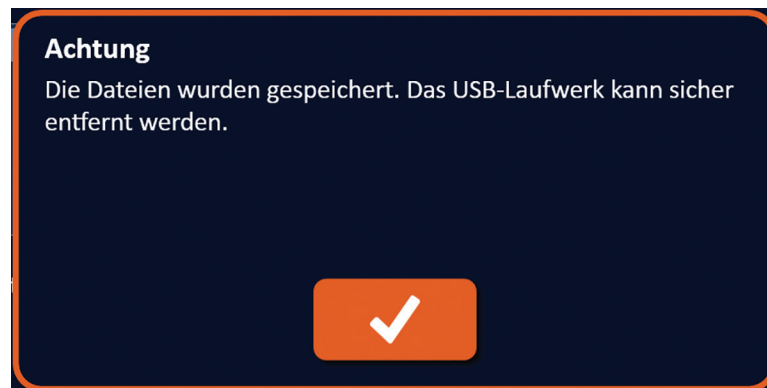 Achtung
Die Dateien wurden gespeichert. Das USB-Laufwerk kann sicher
entfernt werden.